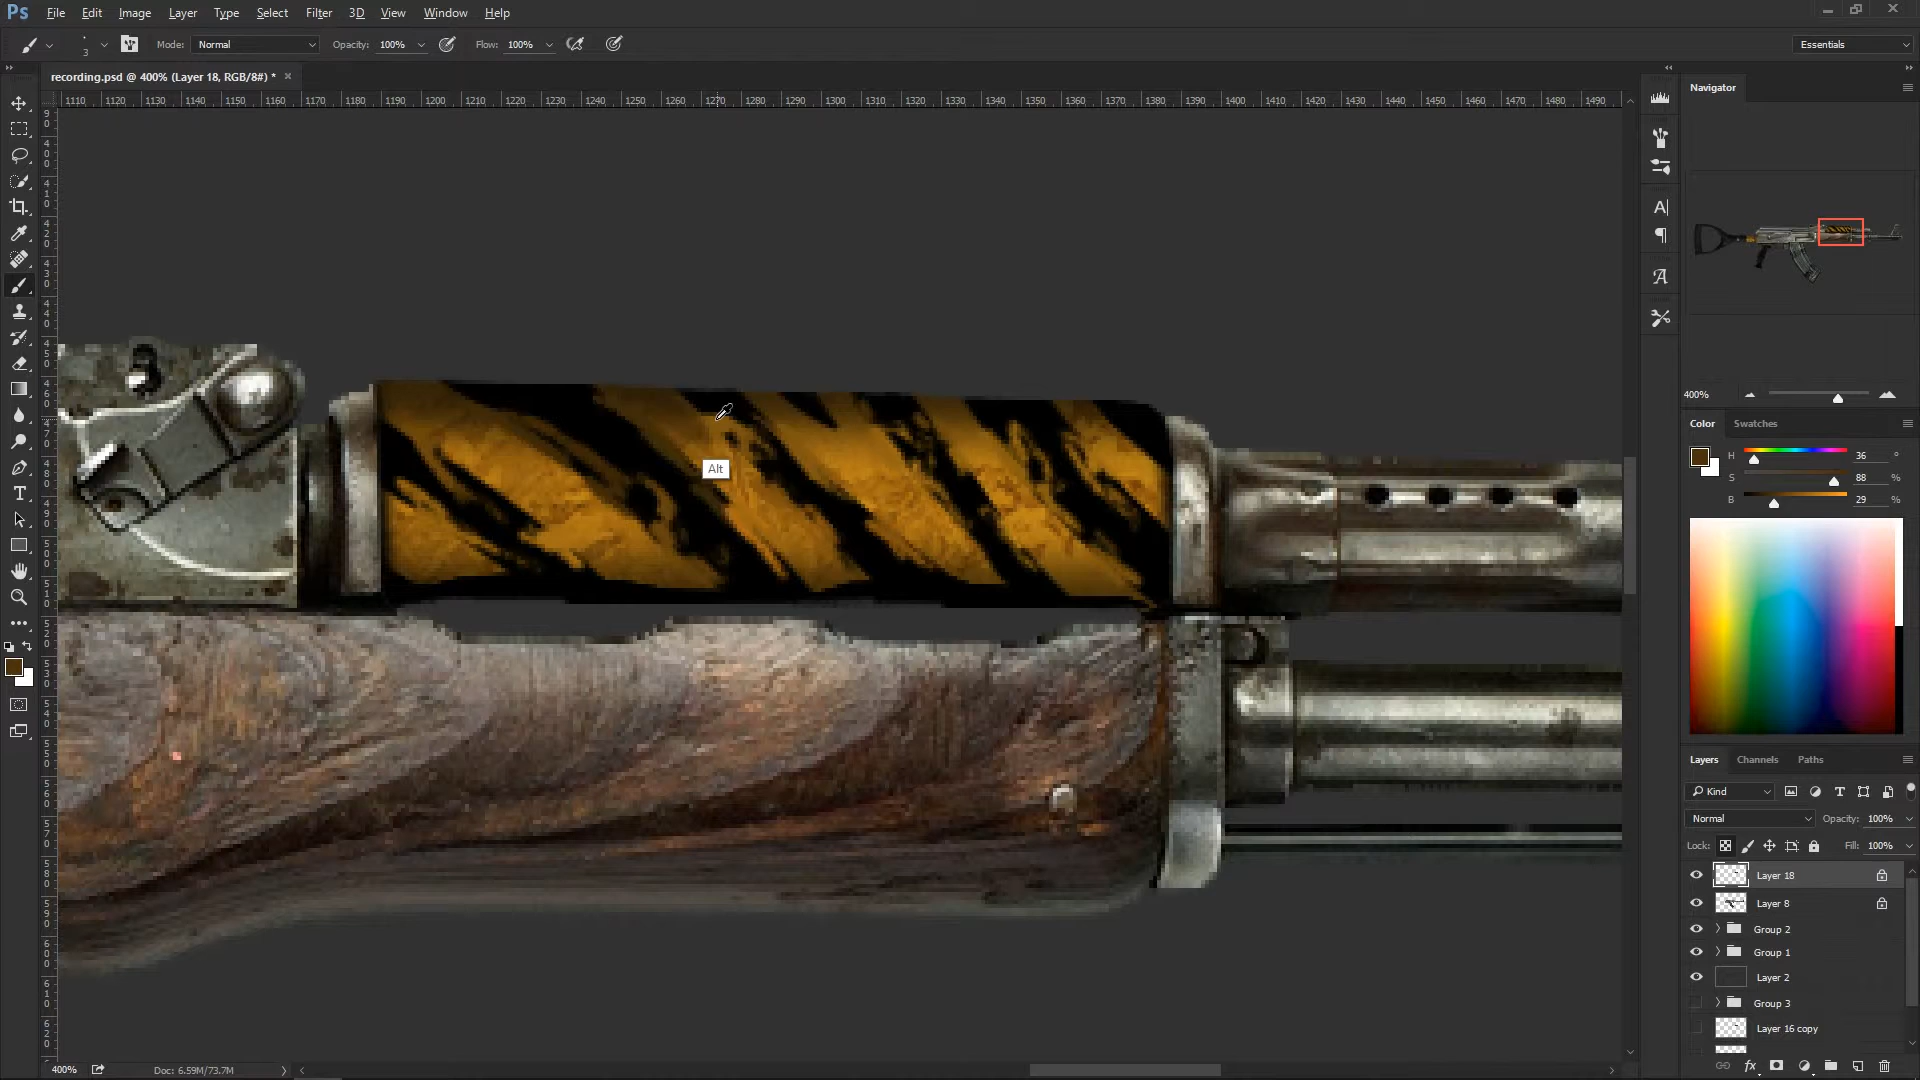 Ps File Edit Image Layer Type Select Filter 3D View Window Help
3 Mode: Normal Opacity: 100% Flow: 100% Essentials
recording.psd @ 400% (Layer 18, RGB/8#) * ×
1110 1120 1130 1140 1150 1160 1170 1180 1190 1200 1210 1220 1230 1240 1250 1260 1270 1280 1290 1300 1310 1320 1330 1340 1350 1360 1370 1380 1390 1400 1410 1420 1430 1440 1450 1460 1470 1480 1490
Navigator
400%
Color Swatches
H 36 °
S 88 %
B 29 %
Alt
Layers Channels Paths
Kind
Normal Opacity: 100%
Lock: Fill: 100%
Layer 18
Layer 8
Group 2
Group 1
Layer 2
Group 3
Layer 16 copy
400% Doc: 6.59M/73.7M